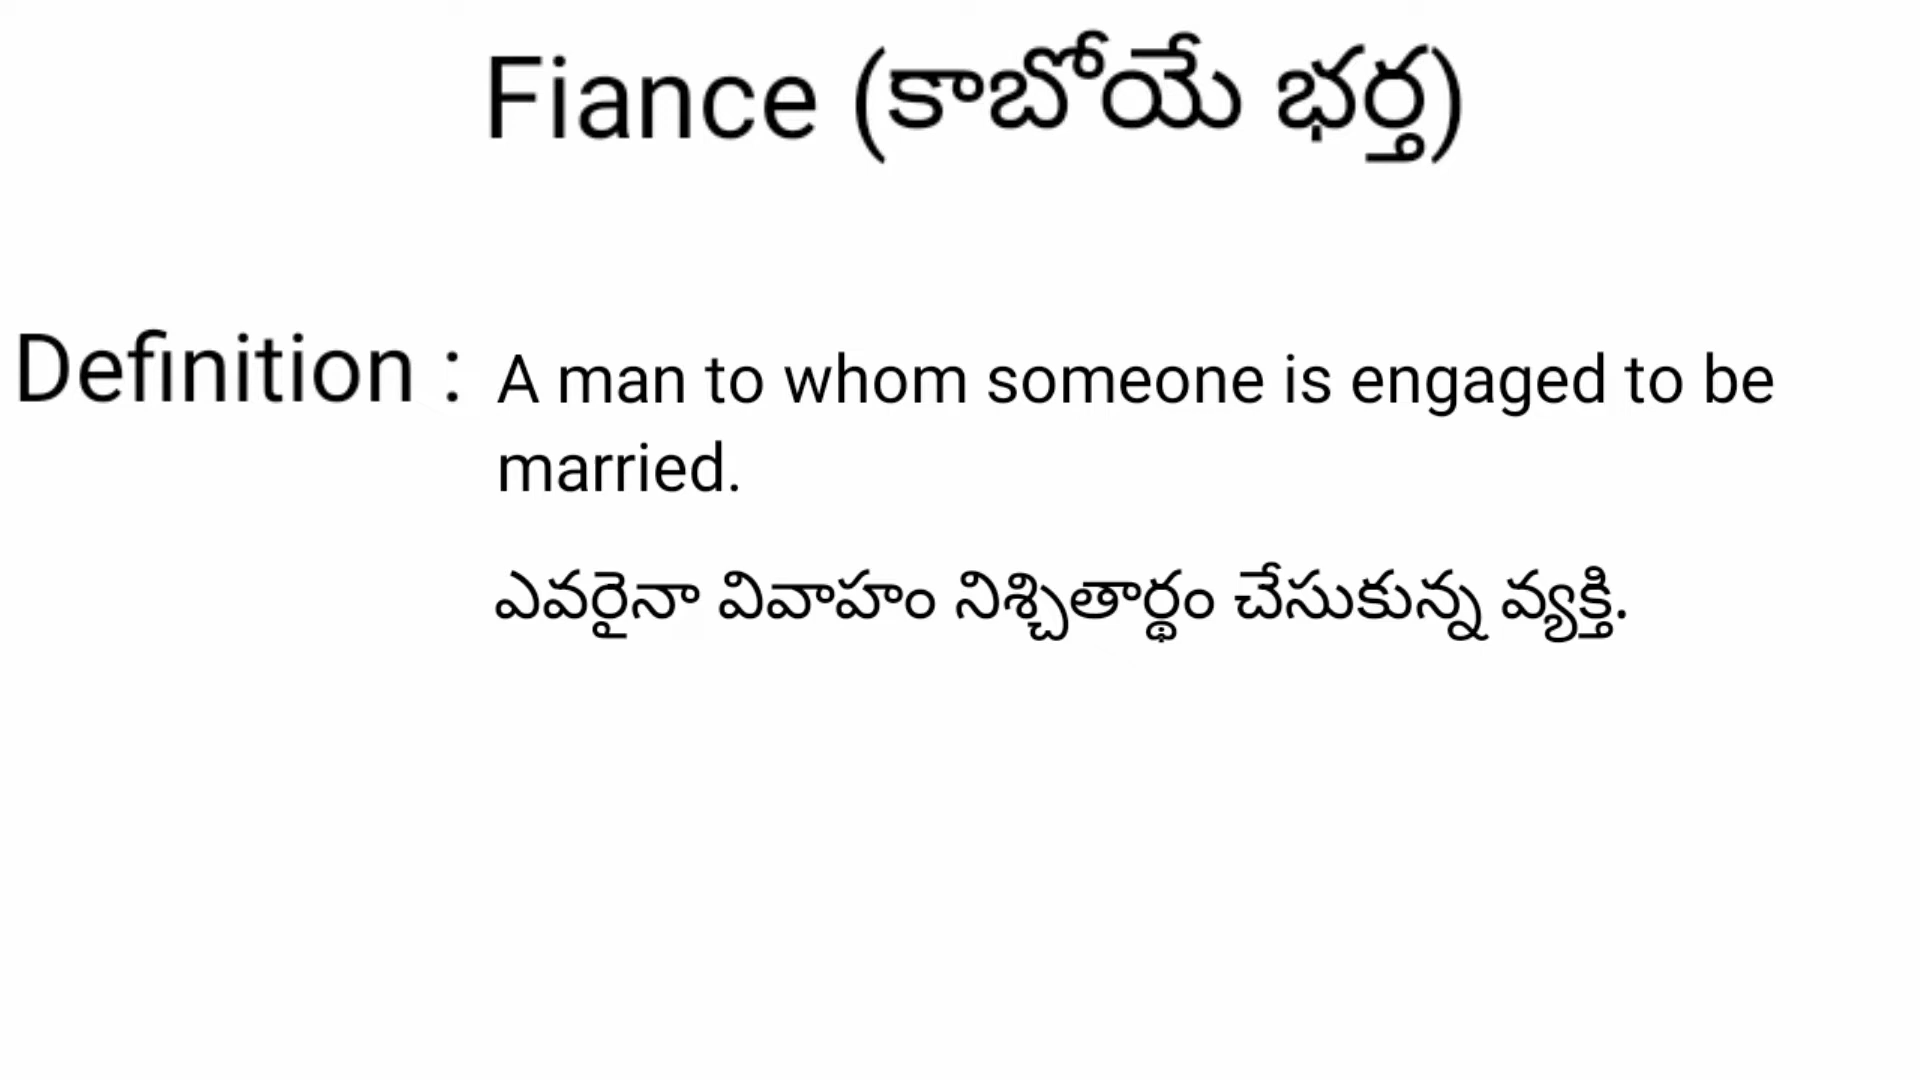 Fiance (కాబోయే భర్త)
Definition : A man to whom someone is engaged to be
married.
ఎవరైనా వివాహం నిశ్చితార్థం చేసుకున్న వ్యక్తి.